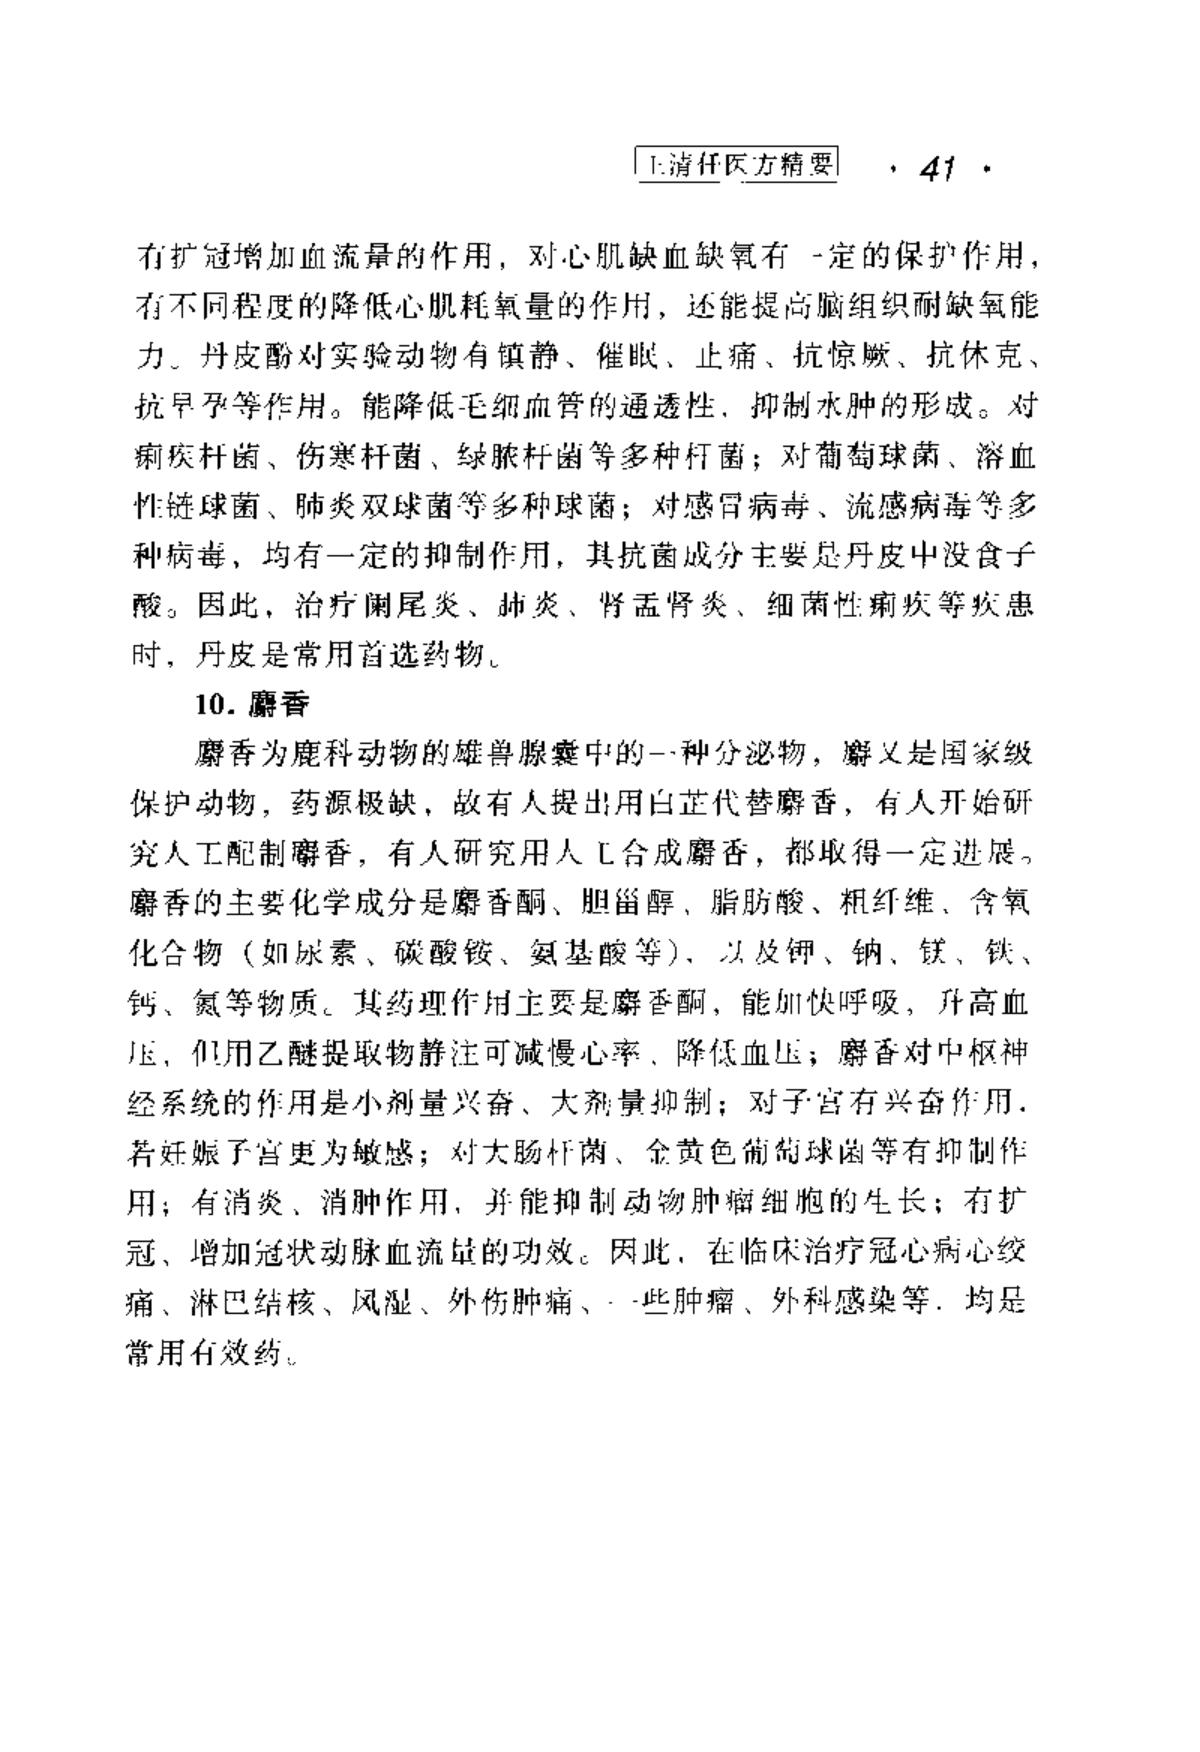 王清任医方精要 · 41 ·
有扩冠增加血流量的作用，对心肌缺血缺氧有一定的保护作用，
有不同程度的降低心肌耗氧量的作用，还能提高脑组织耐缺氧能
力。丹皮酚对实验动物有镇静、催眠、止痛、抗惊厥、抗休克、
抗早孕等作用。能降低毛细血管的通透性，抑制水肿的形成。对
痢疾杆菌、伤寒杆菌、绿脓杆菌等多种杆菌；对葡萄球菌、溶血
性链球菌、肺炎双球菌等多种球菌；对感冒病毒、流感病毒等多
种病毒，均有一定的抑制作用，其抗菌成分主要是丹皮中没食子
酸。因此，治疗阑尾炎、肺炎、肾盂肾炎、细菌性痢疾等疾患
时，丹皮是常用首选药物。
10. 麝香
麝香为鹿科动物的雄兽腺囊中的一种分泌物，麝又是国家级
保护动物，药源极缺，故有人提出用白芷代替麝香，有人开始研
究人工配制麝香，有人研究用人工合成麝香，都取得一定进展。
麝香的主要化学成分是麝香酮、胆甾醇、脂肪酸、粗纤维、含氧
化合物（如尿素、碳酸铵、氨基酸等），以及钾、钠、镁、铁、
钙、氮等物质。其药理作用主要是麝香酮，能加快呼吸，升高血
压，但用乙醚提取物静注可减慢心率、降低血压；麝香对中枢神
经系统的作用是小剂量兴奋、大剂量抑制；对子宫有兴奋作用，
若妊娠子宫更为敏感；对大肠杆菌、金黄色葡萄球菌等有抑制作
用；有消炎、消肿作用，并能抑制动物肿瘤细胞的生长；有扩
冠、增加冠状动脉血流量的功效。因此，在临床治疗冠心病心绞
痛、淋巴结核、风湿、外伤肿痛、一些肿瘤、外科感染等，均是
常用有效药。